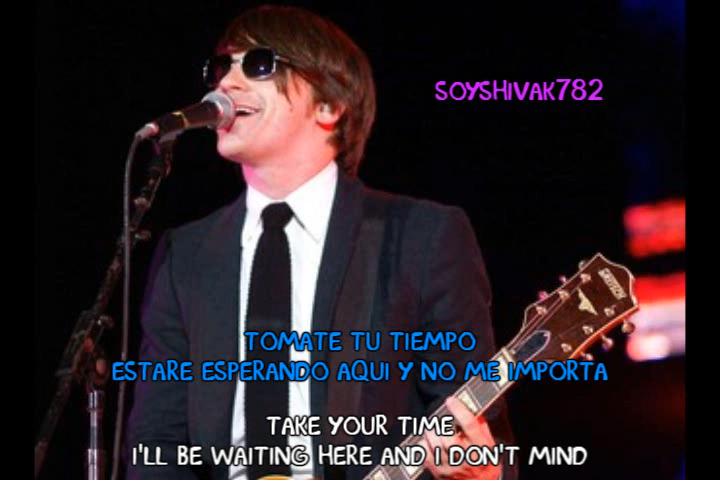 SOYSHIVAK782
GRETSCH
TOMATE TU TIEMPO
ESTARE ESPERANDO AQUI Y NO ME IMPORTA
TAKE YOUR TIME
I'LL BE WAITING HERE AND I DON'T MIND